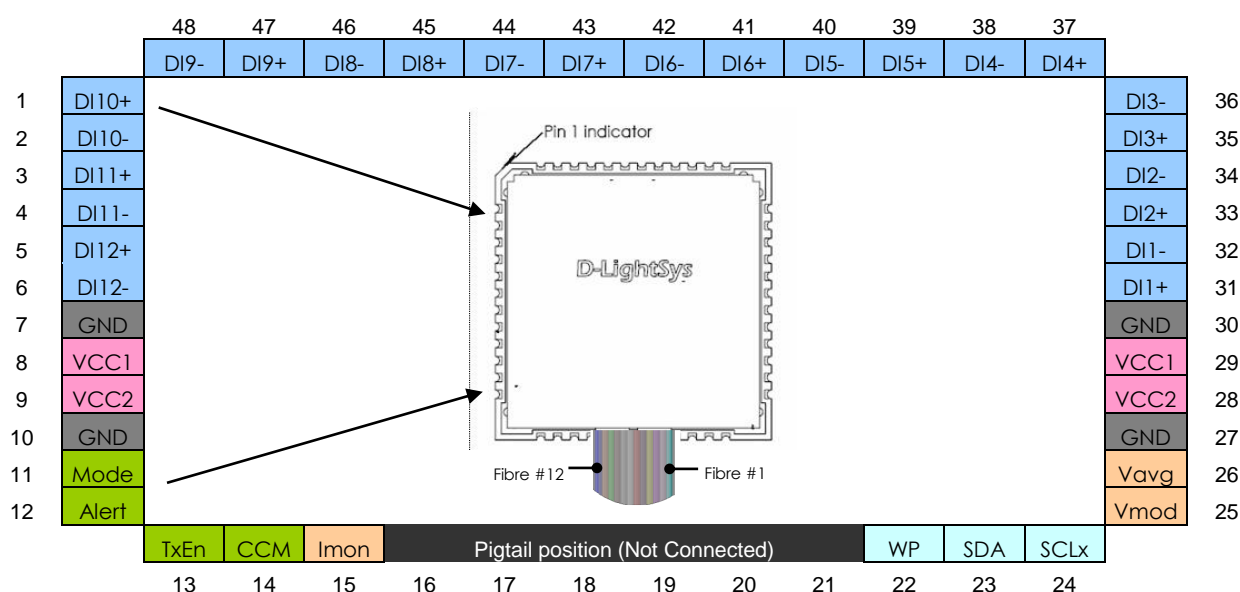 48 47 46 45 44 43 42 41 40 39 38 37
DI9- DI9+ DI8- DI8+ DI7- DI7+ DI6- DI6+ DI5- DI5+ DI4- DI4+
1 DI10+ DI3- 36
Pin 1 indicator
2 DI10- DI3+ 35
3 DI11+ DI2- 34
4 DI11- DI2+ 33
5 DI12+ DI1- 32
D-LightSys
6 DI12- DI1+ 31
7 GND GND 30
8 VCC1 VCC1 29
9 VCC2 VCC2 28
10 GND GND 27
11 Mode Fibre #12 Fibre #1 Vavg 26
12 Alert Vmod 25
TxEn CCM Imon Pigtail position (Not Connected) WP SDA SCLx
13 14 15 16 17 18 19 20 21 22 23 24